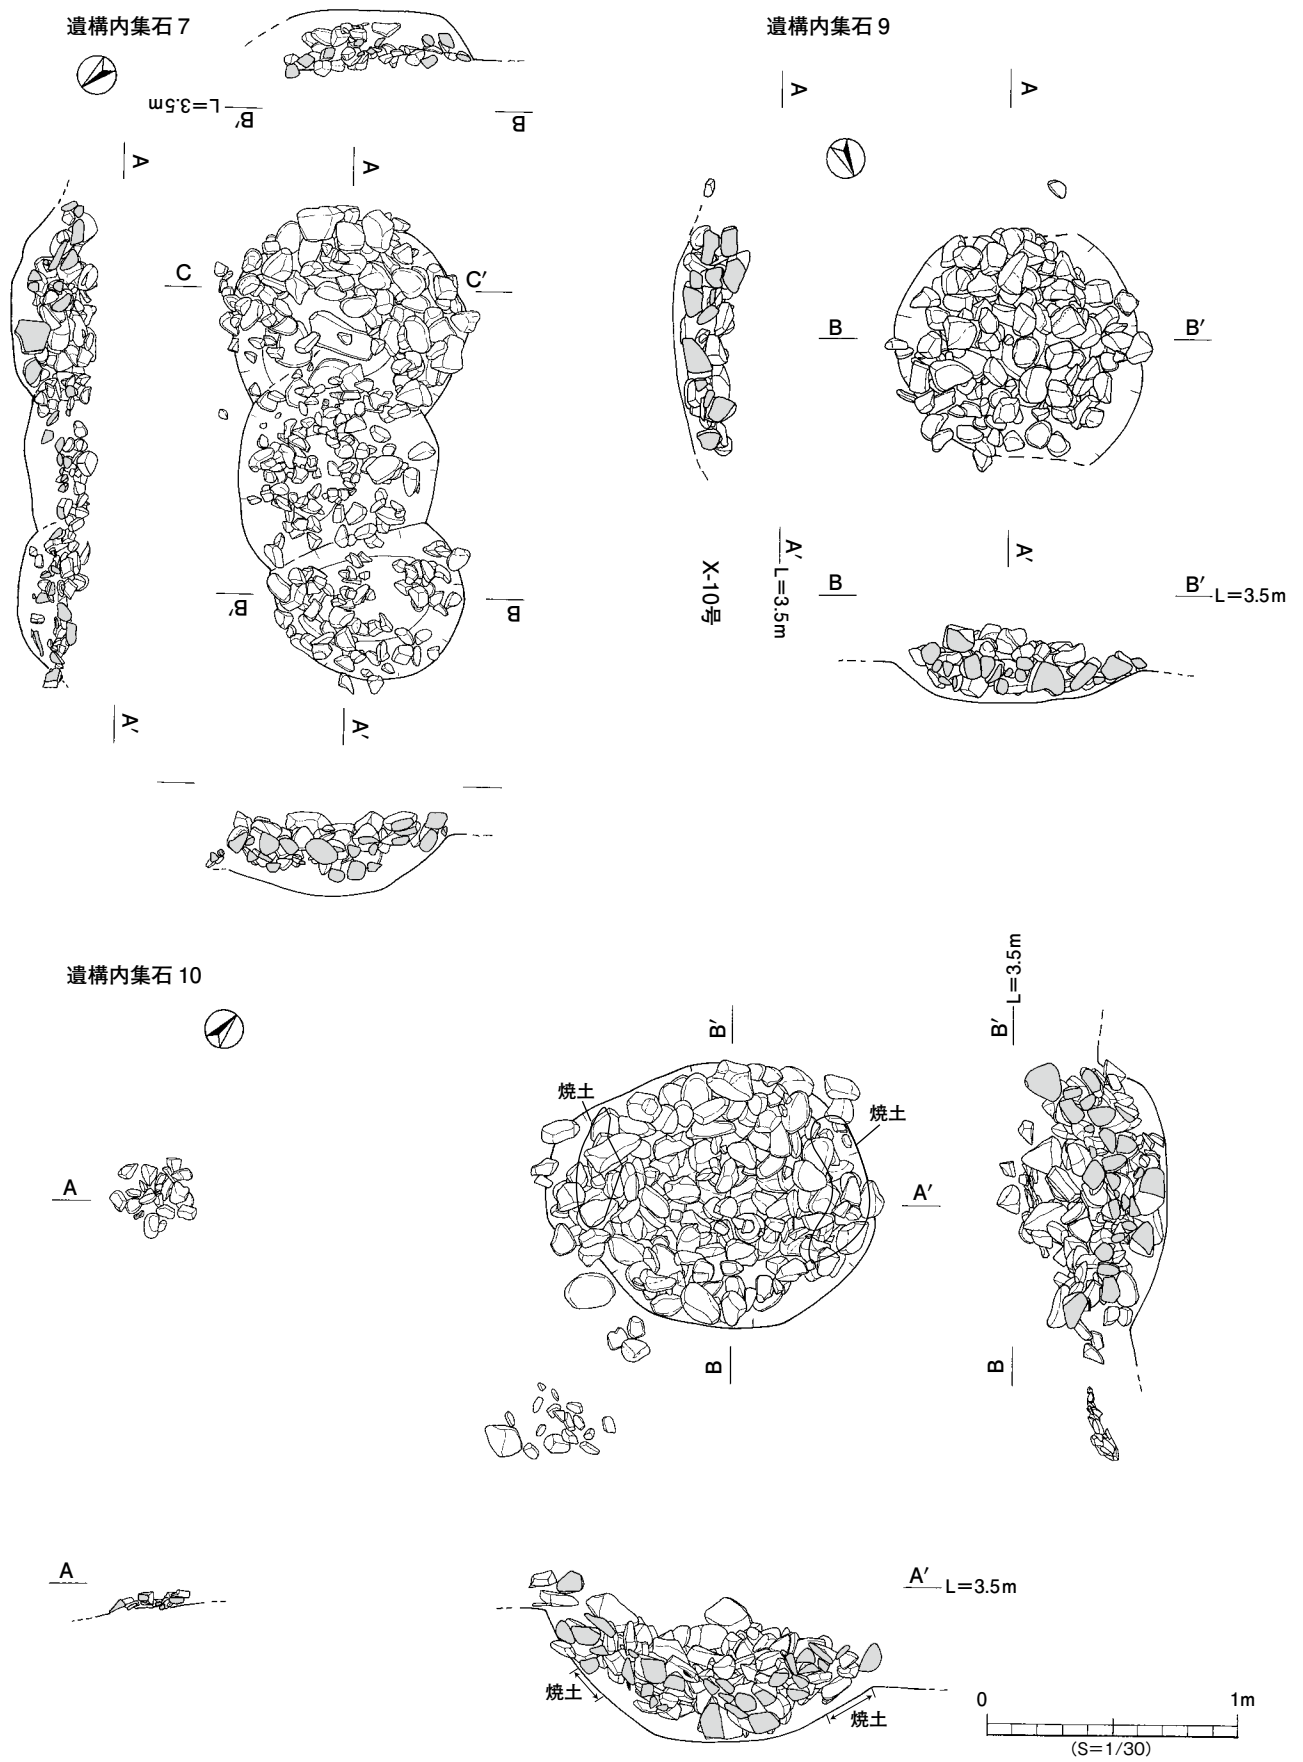 遺構内集石 7
L=3.5m
B′
B
A
A
C
C′
B′
B
A′
A′
遺構内集石 9
A
A
B
B′
X-10号
A′
L=3.5m
A′
B
B′
L=3.5m
遺構内集石 10
B′
B′
L=3.5m
焼土
焼土
A
A′
B
B
A
A′
L=3.5m
焼土
焼土
0
1m
(S=1/30)